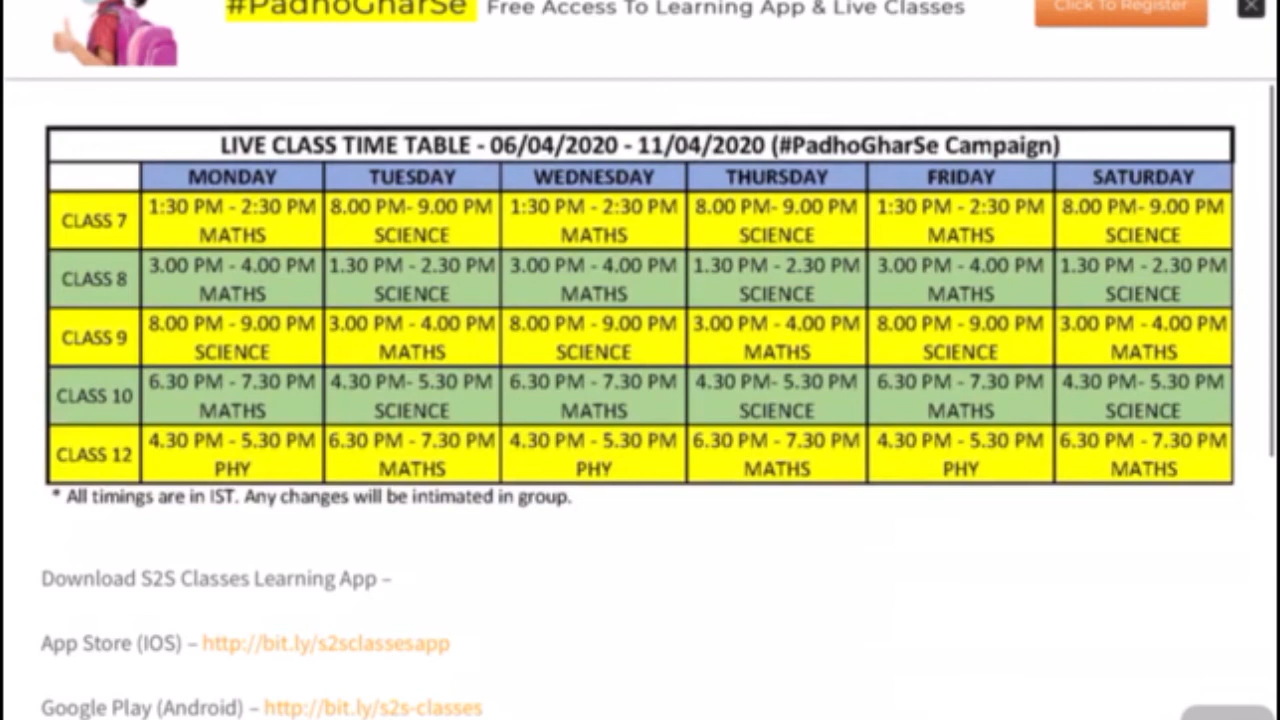 #PadhoGharSe Free Access To Learning App & Live Classes Click To Register
LIVE CLASS TIME TABLE - 06/04/2020 - 11/04/2020 (#PadhoGharSe Campaign)
MONDAY TUESDAY WEDNESDAY THURSDAY FRIDAY SATURDAY
CLASS 7
1:30 PM - 2:30 PM 8.00 PM- 9.00 PM 1:30 PM - 2:30 PM 8.00 PM- 9.00 PM 1:30 PM - 2:30 PM 8.00 PM- 9.00 PM
MATHS SCIENCE MATHS SCIENCE MATHS SCIENCE
CLASS 8
3.00 PM - 4.00 PM 1.30 PM - 2.30 PM 3.00 PM - 4.00 PM 1.30 PM - 2.30 PM 3.00 PM - 4.00 PM 1.30 PM - 2.30 PM
MATHS SCIENCE MATHS SCIENCE MATHS SCIENCE
CLASS 9
8.00 PM - 9.00 PM 3.00 PM - 4.00 PM 8.00 PM - 9.00 PM 3.00 PM - 4.00 PM 8.00 PM - 9.00 PM 3.00 PM - 4.00 PM
SCIENCE MATHS SCIENCE MATHS SCIENCE MATHS
CLASS 10
6.30 PM - 7.30 PM 4.30 PM- 5.30 PM 6.30 PM - 7.30 PM 4.30 PM- 5.30 PM 6.30 PM - 7.30 PM 4.30 PM- 5.30 PM
MATHS SCIENCE MATHS SCIENCE MATHS SCIENCE
CLASS 12
4.30 PM - 5.30 PM 6.30 PM - 7.30 PM 4.30 PM - 5.30 PM 6.30 PM - 7.30 PM 4.30 PM - 5.30 PM 6.30 PM - 7.30 PM
PHY MATHS PHY MATHS PHY MATHS
* All timings are in IST. Any changes will be intimated in group.
Download S2S Classes Learning App –
App Store (IOS) – http://bit.ly/s2sclassesapp
Google Play (Android) – http://bit.ly/s2s-classes